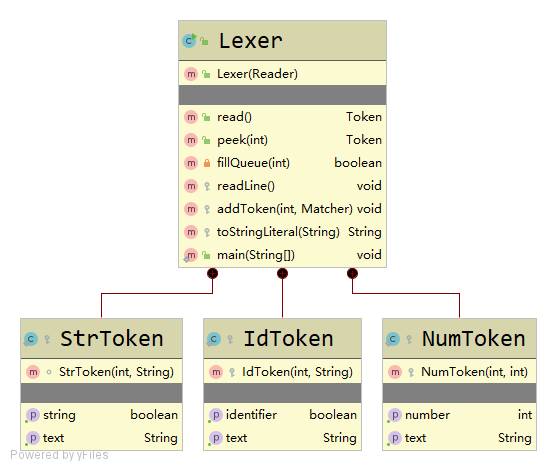 Lexer
Lexer(Reader)
read() Token
peek(int) Token
fillQueue(int) boolean
readLine() void
addToken(int, Matcher) void
toStringLiteral(String) String
main(String[]) void
StrToken
StrToken(int, String)
string boolean
text String
IdToken
IdToken(int, String)
identifier boolean
text String
NumToken
NumToken(int, int)
number int
text String
Powered by yFiles